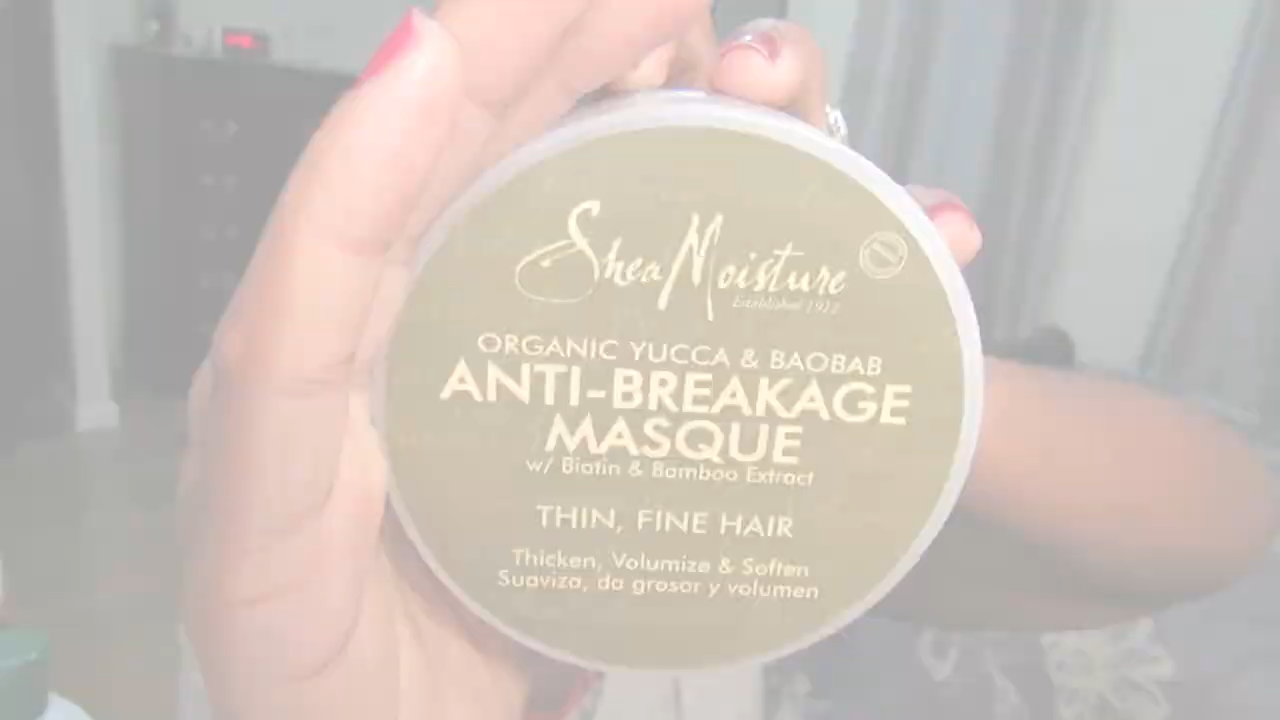 SheaMoisture
Established 1912
ORGANIC YUCCA & BAOBAB
ANTI-BREAKAGE
MASQUE
w/ Biotin & Bamboo Extract
THIN, FINE HAIR
Thicken, Volumize & Soften
Suaviza, da grosor y volumen